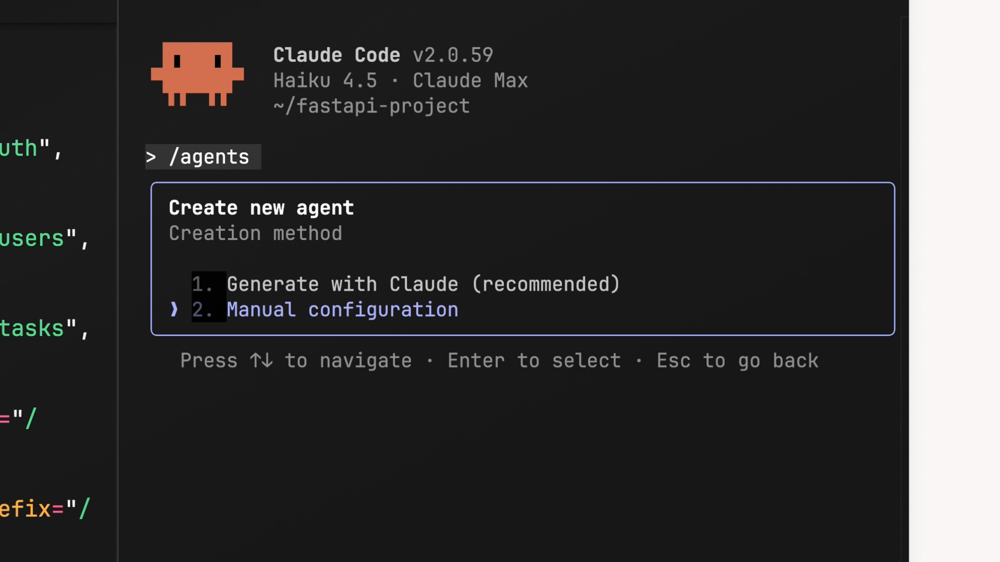 Claude Code v2.0.59
Haiku 4.5 · Claude Max
~/fastapi-project
> /agents
Create new agent
Creation method
1. Generate with Claude (recommended)
❯ 2. Manual configuration
Press ↑↓ to navigate · Enter to select · Esc to go back
uth",
users",
tasks",
="/
efix="/